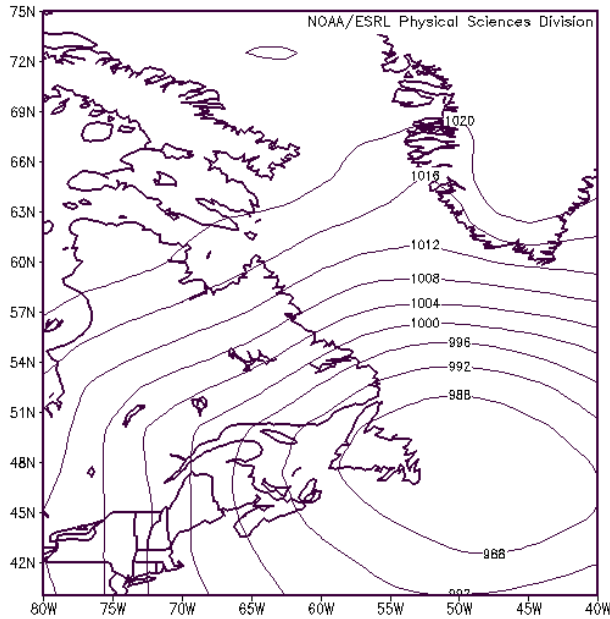 NOAA/ESRL Physical Sciences Division
75N
72N
69N
66N
63N
60N
57N
54N
51N
48N
45N
42N
1020
1016
1012
1008
1004
1000
996
992
988
988
992
80W 75W 70W 65W 60W 55W 50W 45W 40W